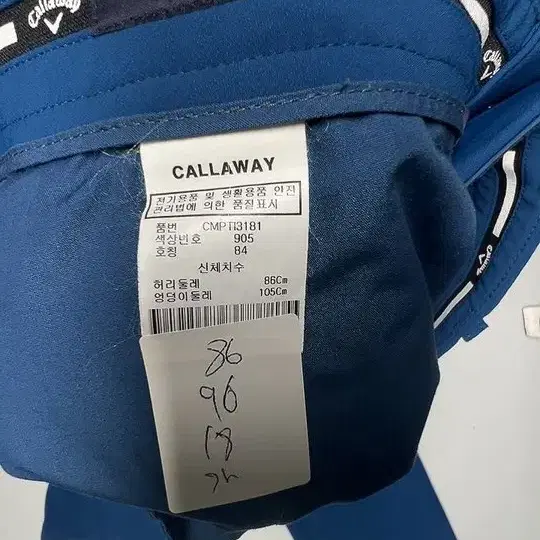 Callaway
Callaway
CALLAWAY
전기용품 및 생활용품 안전
관리법에 의한 품질표시
품번 CMPTI3181
색상번호 905
호칭 84
신체치수
허리둘레 86Cm
엉덩이둘레 105Cm
86
96
18